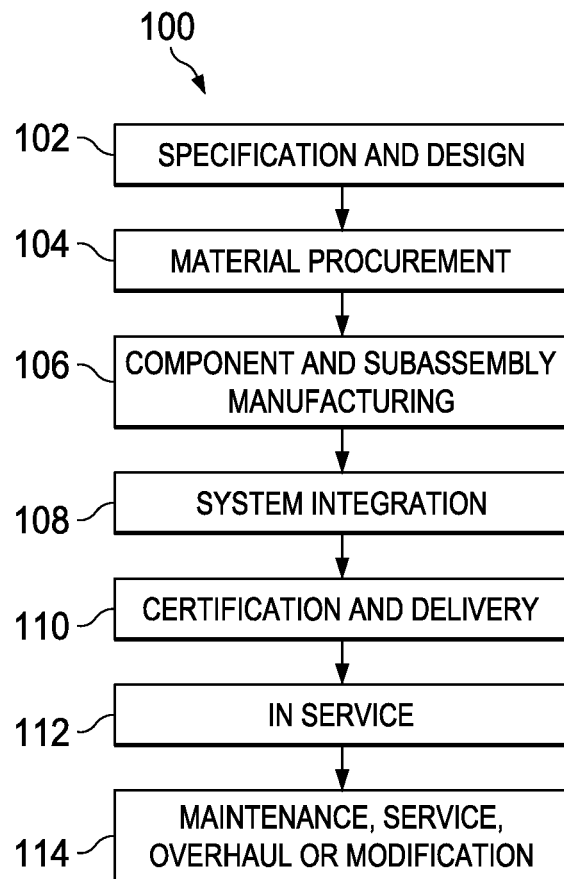 100
102
SPECIFICATION AND DESIGN
104
MATERIAL PROCUREMENT
106
COMPONENT AND SUBASSEMBLY
MANUFACTURING
108
SYSTEM INTEGRATION
110
CERTIFICATION AND DELIVERY
112
IN SERVICE
114
MAINTENANCE, SERVICE,
OVERHAUL OR MODIFICATION